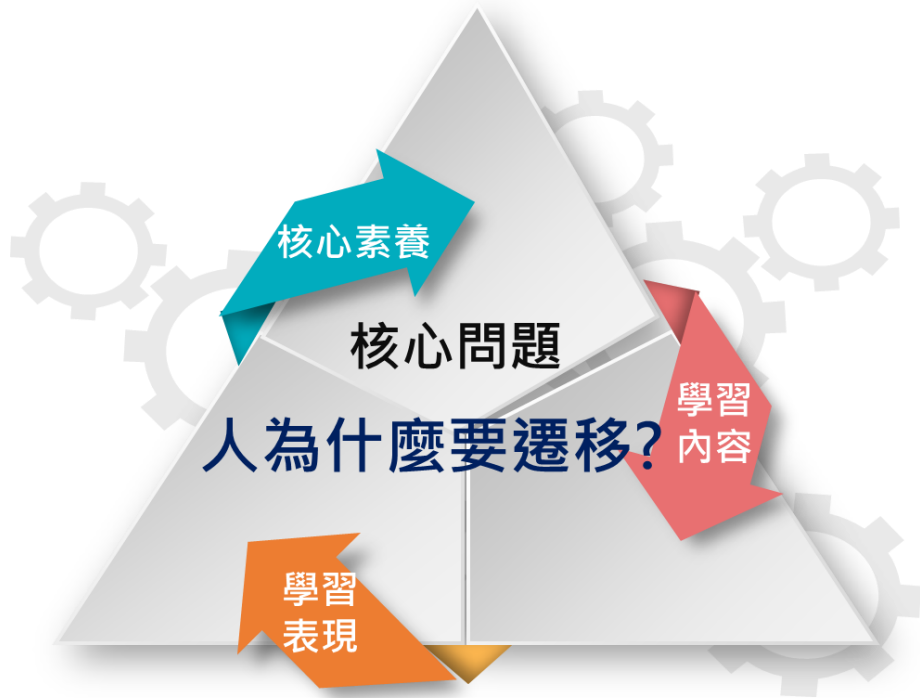 核心素養
核心問題
人為什麼要遷移?
學習
內容
學習
表現